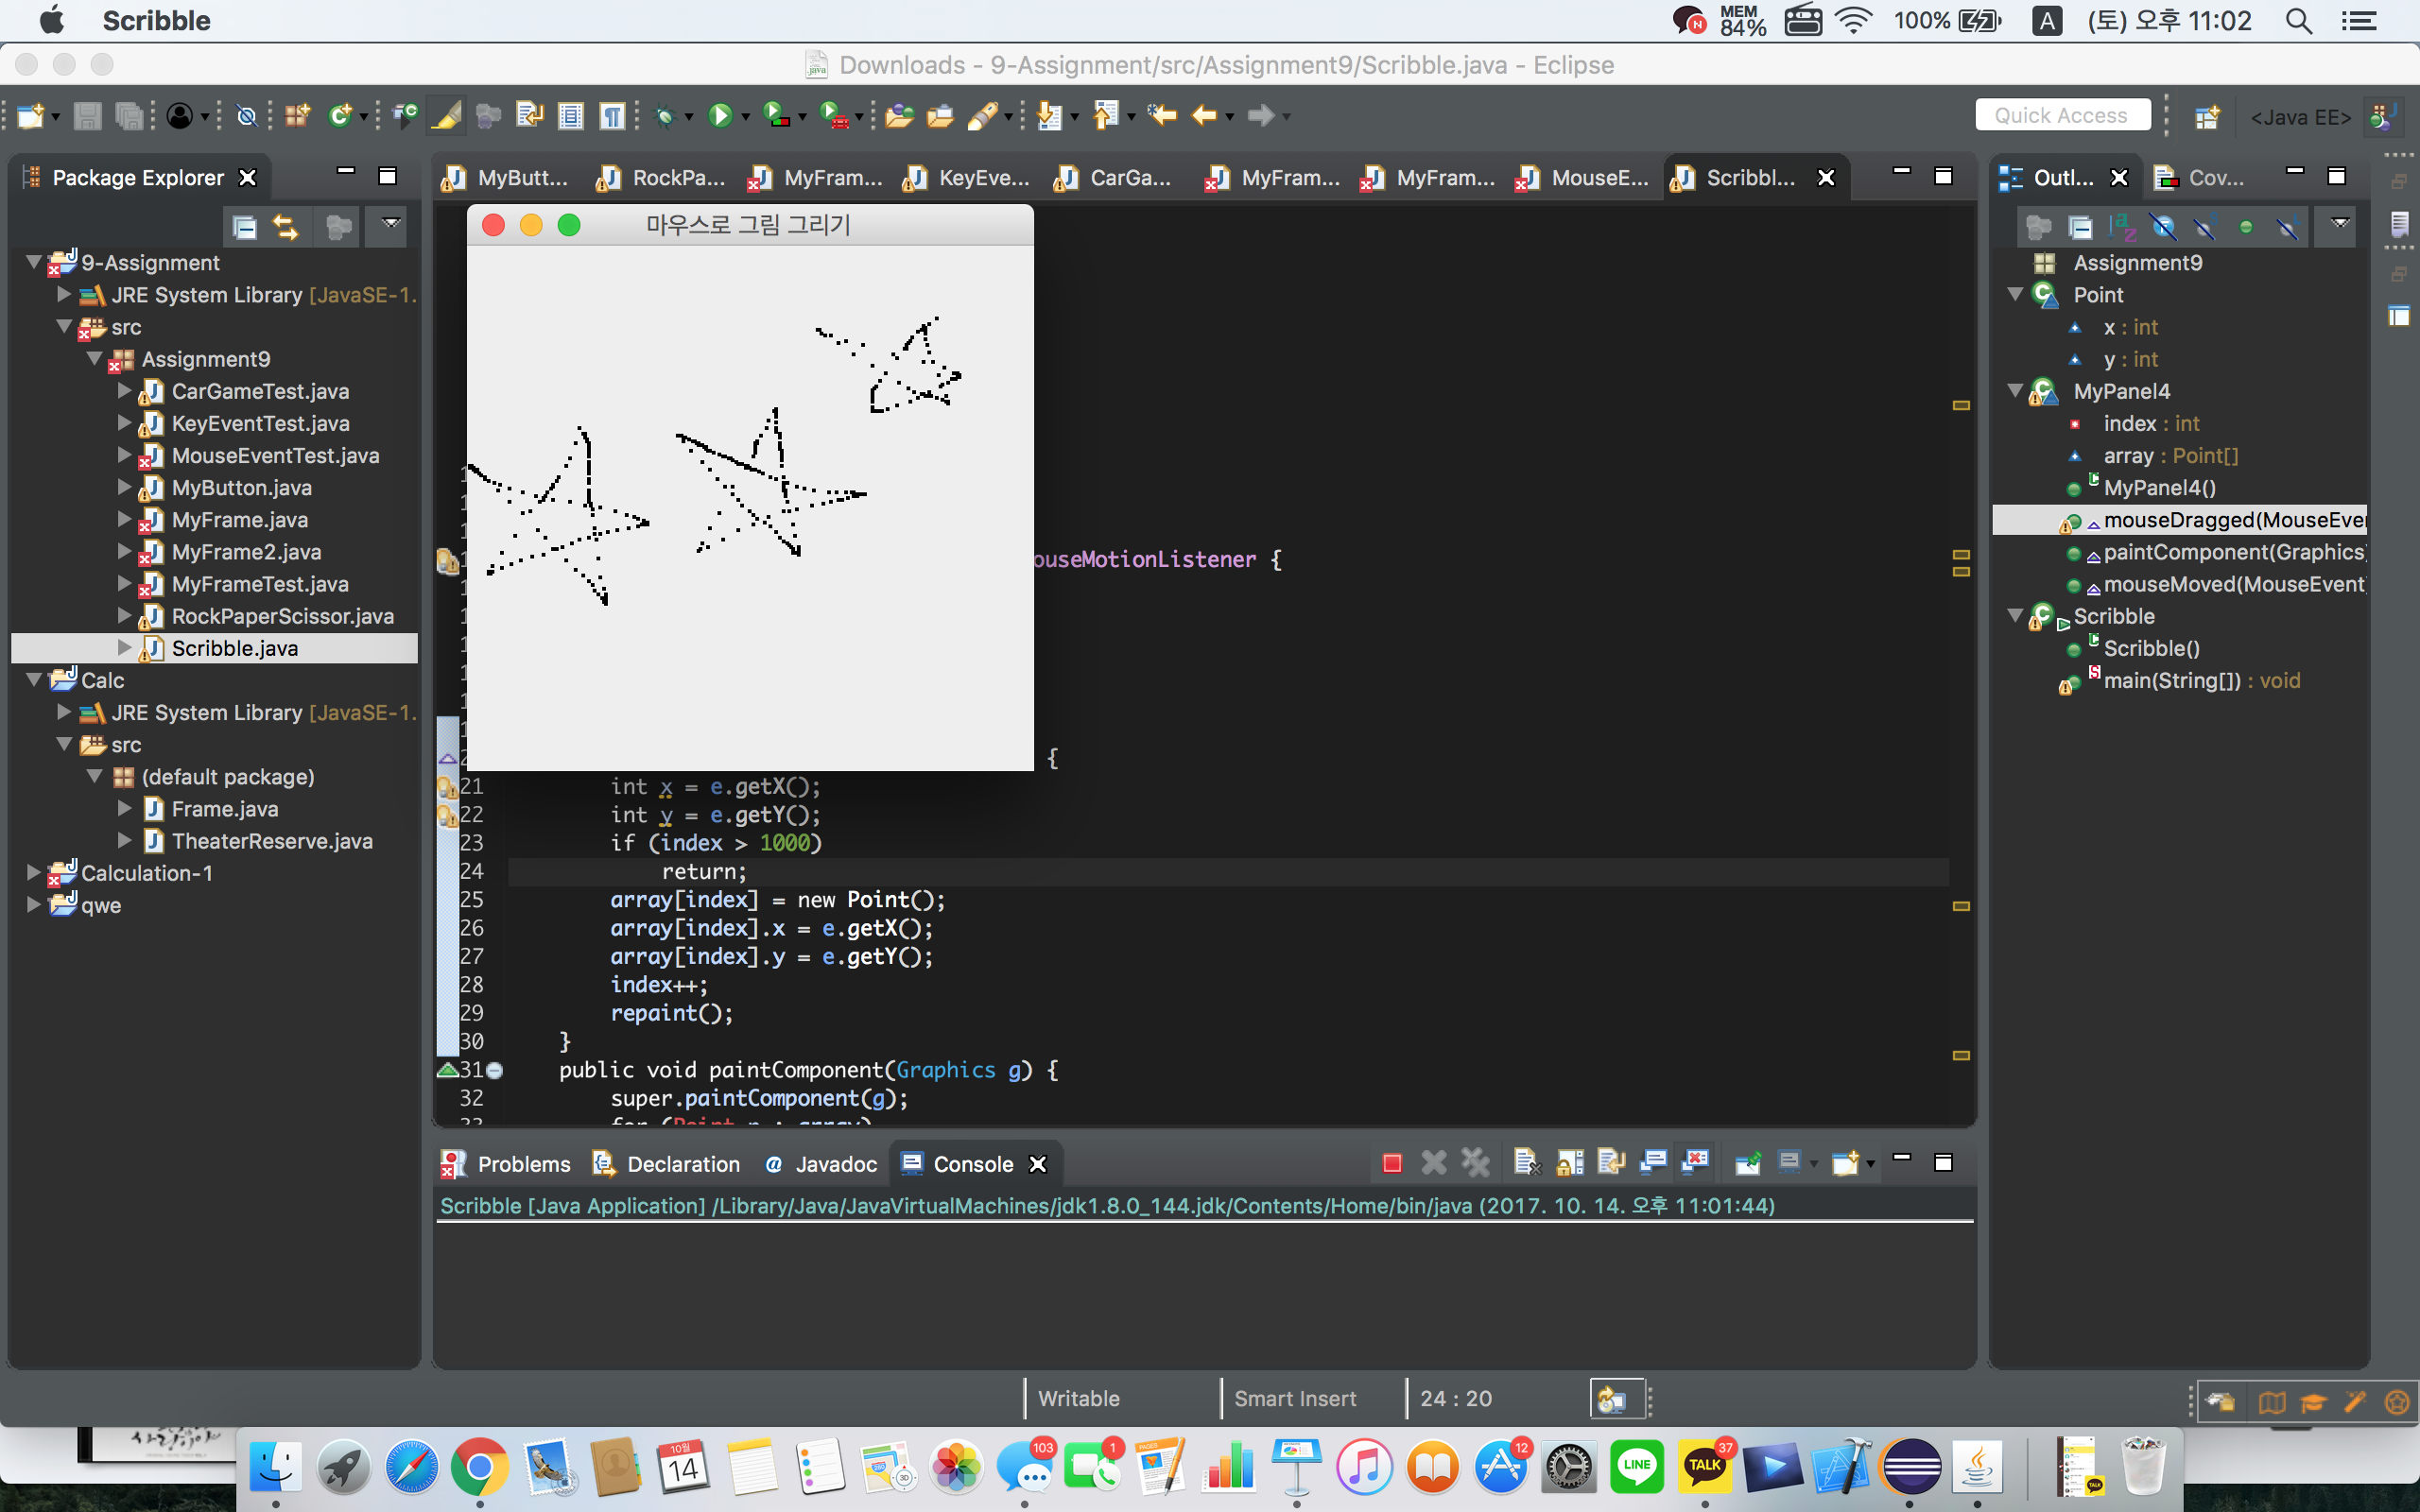 Scribble
MEM
84%
100%
A
(토) 오후 11:02
Downloads - 9-Assignment/src/Assignment9/Scribble.java - Eclipse
Quick Access
<Java EE>
Package Explorer
9-Assignment
JRE System Library [JavaSE-1.
src
Assignment9
CarGameTest.java
KeyEventTest.java
MouseEventTest.java
MyButton.java
MyFrame.java
MyFrame2.java
MyFrameTest.java
RockPaperScissor.java
Scribble.java
Calc
JRE System Library [JavaSE-1.
src
(default package)
Frame.java
TheaterReserve.java
Calculation-1
qwe
MyButt...
RockPa...
MyFram...
KeyEve...
CarGa...
MyFram...
MyFram...
MouseE...
Scribbl...
마우스로 그림 그리기
ouseMotionListener {
{
21 int x = e.getX();
22 int y = e.getY();
23 if (index > 1000)
24 return;
25 array[index] = new Point();
26 array[index].x = e.getX();
27 array[index].y = e.getY();
28 index++;
29 repaint();
30 }
31 public void paintComponent(Graphics g) {
32 super.paintComponent(g);
Problems
Declaration
@ Javadoc
Console
Scribble [Java Application] /Library/Java/JavaVirtualMachines/jdk1.8.0_144.jdk/Contents/Home/bin/java (2017. 10. 14. 오후 11:01:44)
Outl...
Cov...
Assignment9
Point
x : int
y : int
MyPanel4
index : int
array : Point[]
MyPanel4()
mouseDragged(MouseEve
paintComponent(Graphics
mouseMoved(MouseEvent
Scribble
Scribble()
main(String[]) : void
Writable
Smart Insert
24 : 20
10월
14
3D
103
1
PAGES
12
LINE
TALK
37
TALK